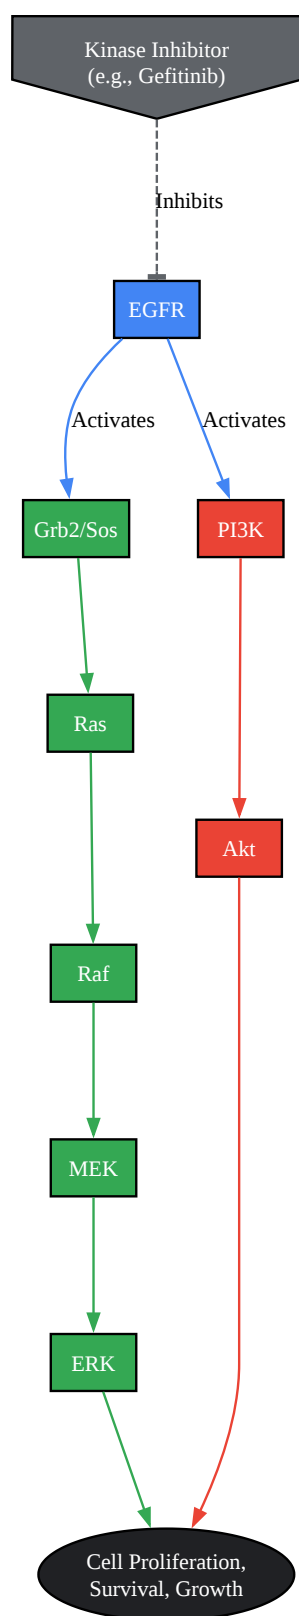 Kinase Inhibitor
(e.g., Gefitinib)
Inhibits
EGFR
Activates
Activates
Grb2/Sos
PI3K
Ras
Akt
Raf
MEK
ERK
Cell Proliferation,
Survival, Growth